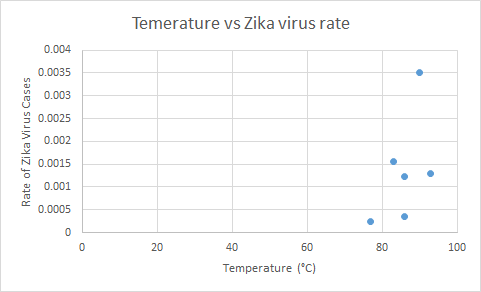 Temerature vs Zika virus rate
0.004
0.0035
0.003
0.0025
0.002
0.0015
0.001
0.0005
0
Rate of Zika Virus Cases
0 20 40 60 80 100
Temperature (°C)